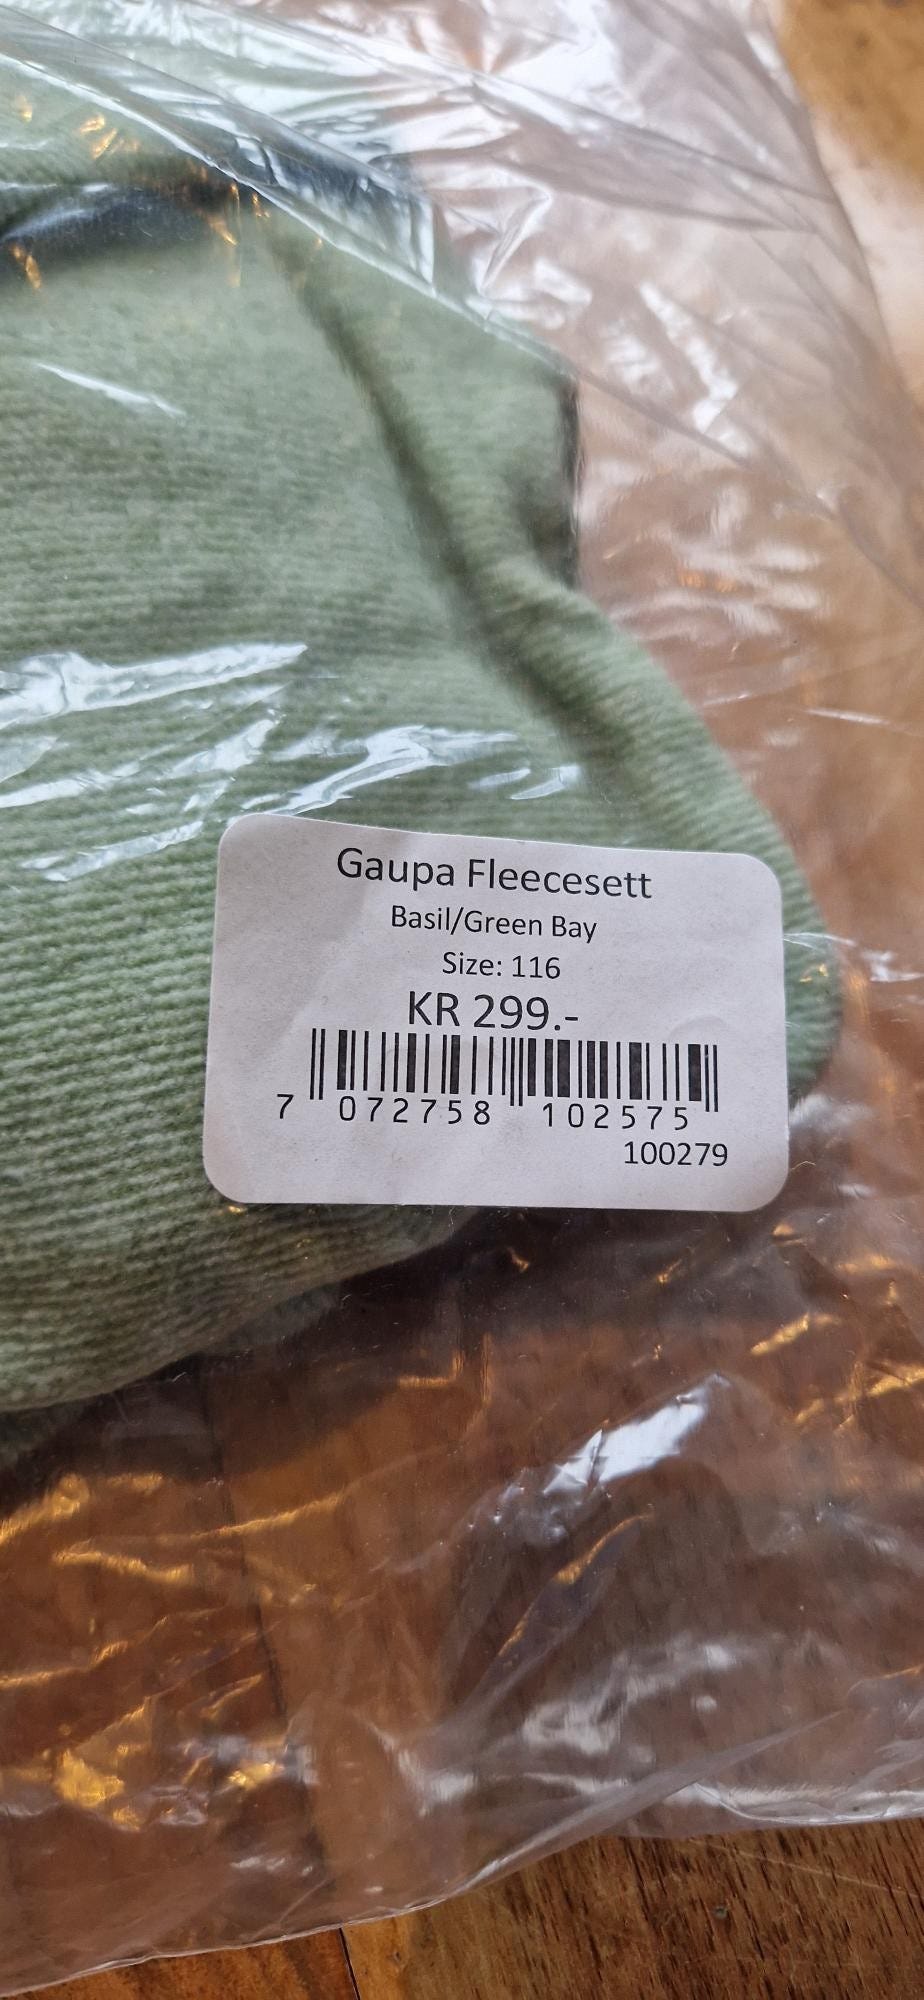 Gaupa Fleecesett
Basil/Green Bay
Size: 116
KR 299.-
7 072758 102575
100279